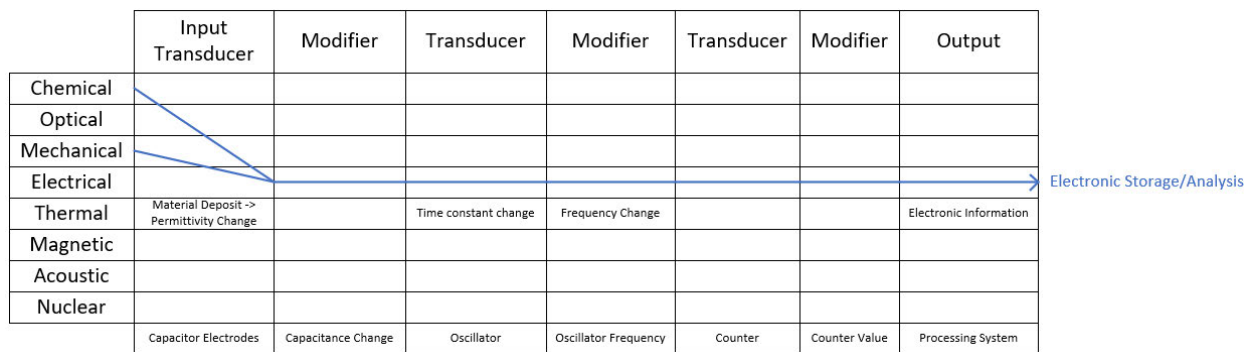 Input Transducer Modifier Transducer Modifier Transducer Modifier Output
Chemical
Optical
Mechanical
Electrical Electronic Storage/Analysis
Thermal Material Deposit -> Permittivity Change Time constant change Frequency Change Electronic Information
Magnetic
Acoustic
Nuclear
Capacitor Electrodes Capacitance Change Oscillator Oscillator Frequency Counter Counter Value Processing System